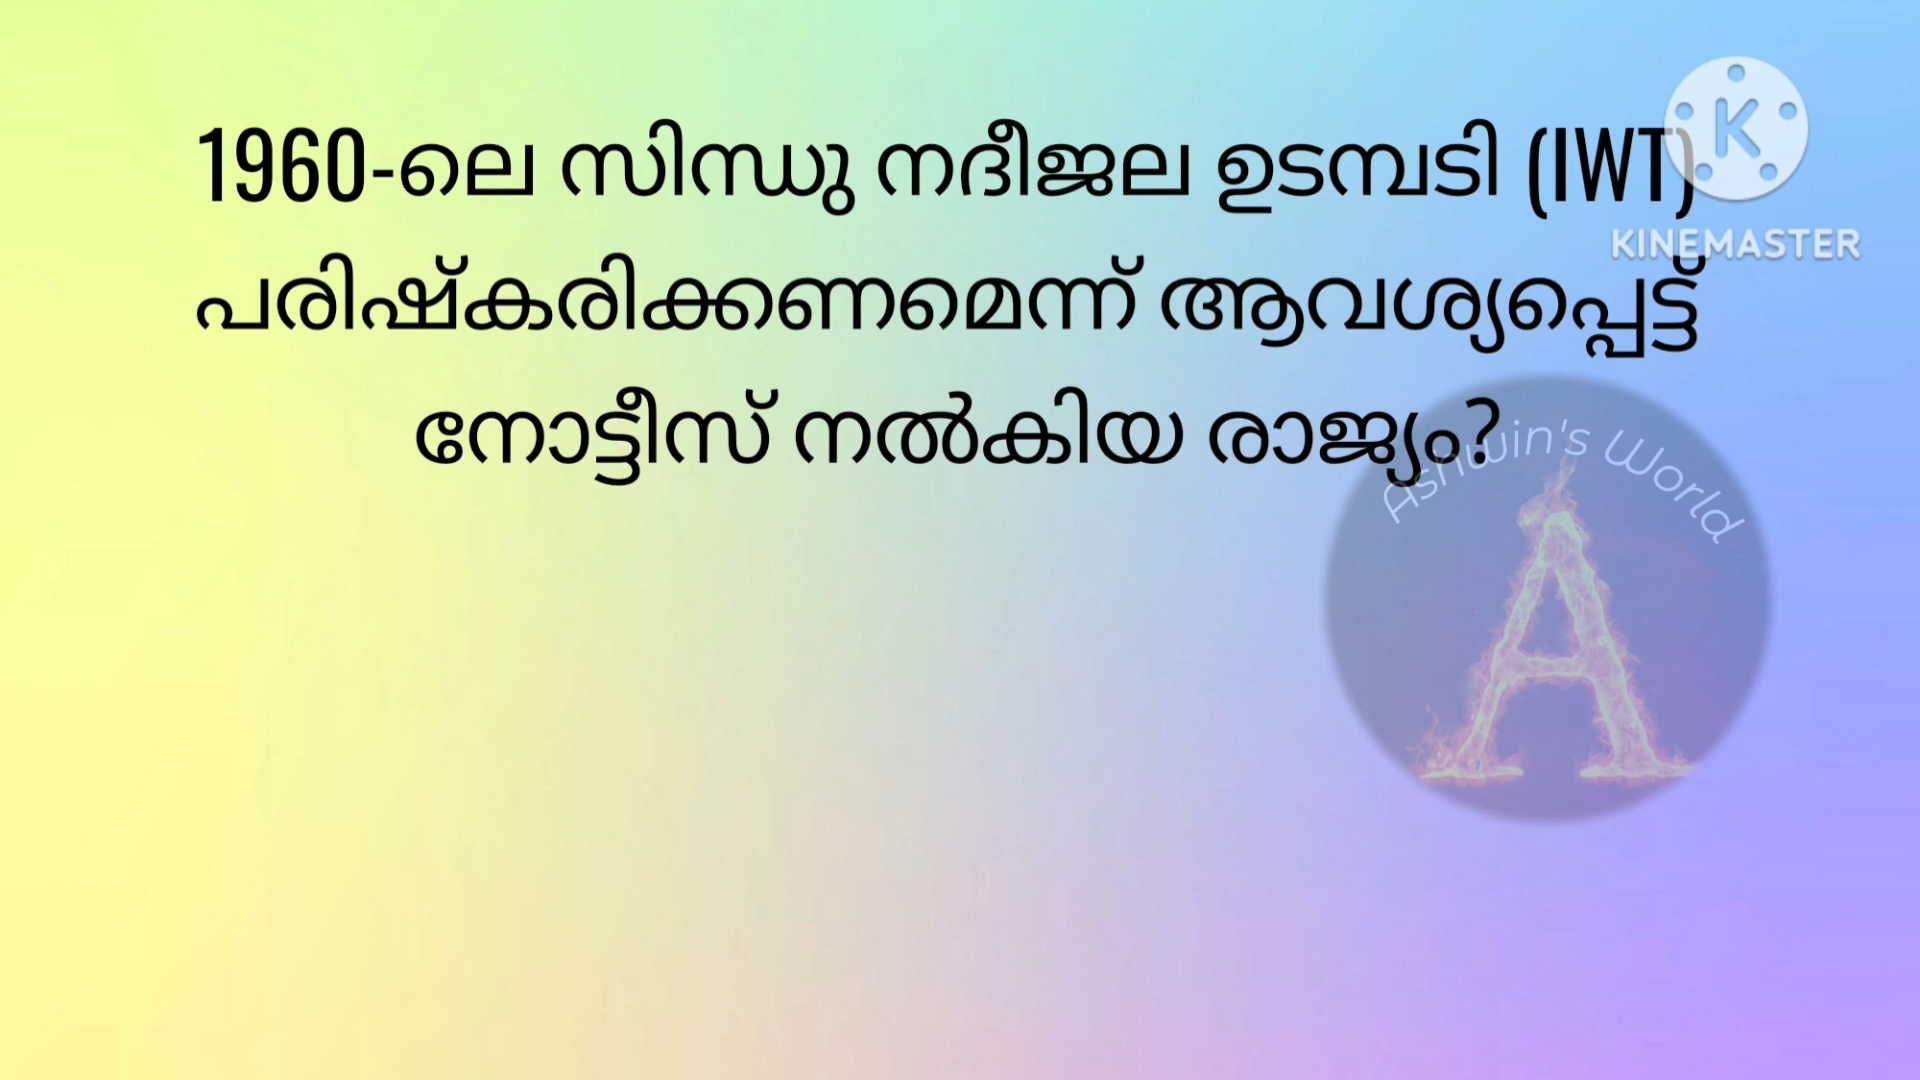 1960-ലെ സിന്ധു നദീജല ഉടമ്പടി (IWT)
പരിഷ്കരിക്കണമെന്ന് ആവശ്യപ്പെട്ട്
നോട്ടീസ് നൽകിയ രാജ്യം?
K
KINEMASTER
Ashwin's World
A